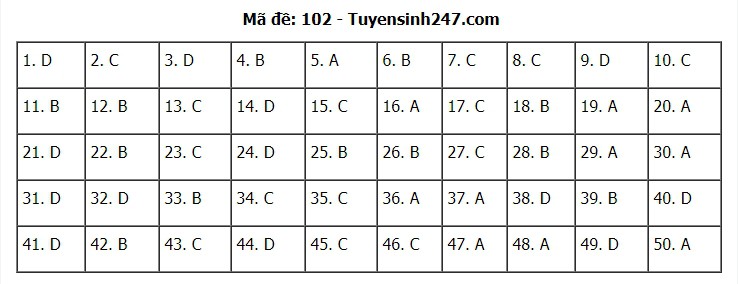 Mã đề: 102 - Tuyensinh247.com
1. D 2. C 3. D 4. B 5. A 6. B 7. C 8. C 9. D 10. C
11. B 12. B 13. C 14. D 15. C 16. A 17. C 18. B 19. A 20. A
21. D 22. B 23. C 24. D 25. B 26. B 27. C 28. B 29. A 30. A
31. D 32. D 33. B 34. C 35. C 36. A 37. A 38. D 39. B 40. D
41. D 42. B 43. C 44. D 45. C 46. C 47. A 48. A 49. D 50. A